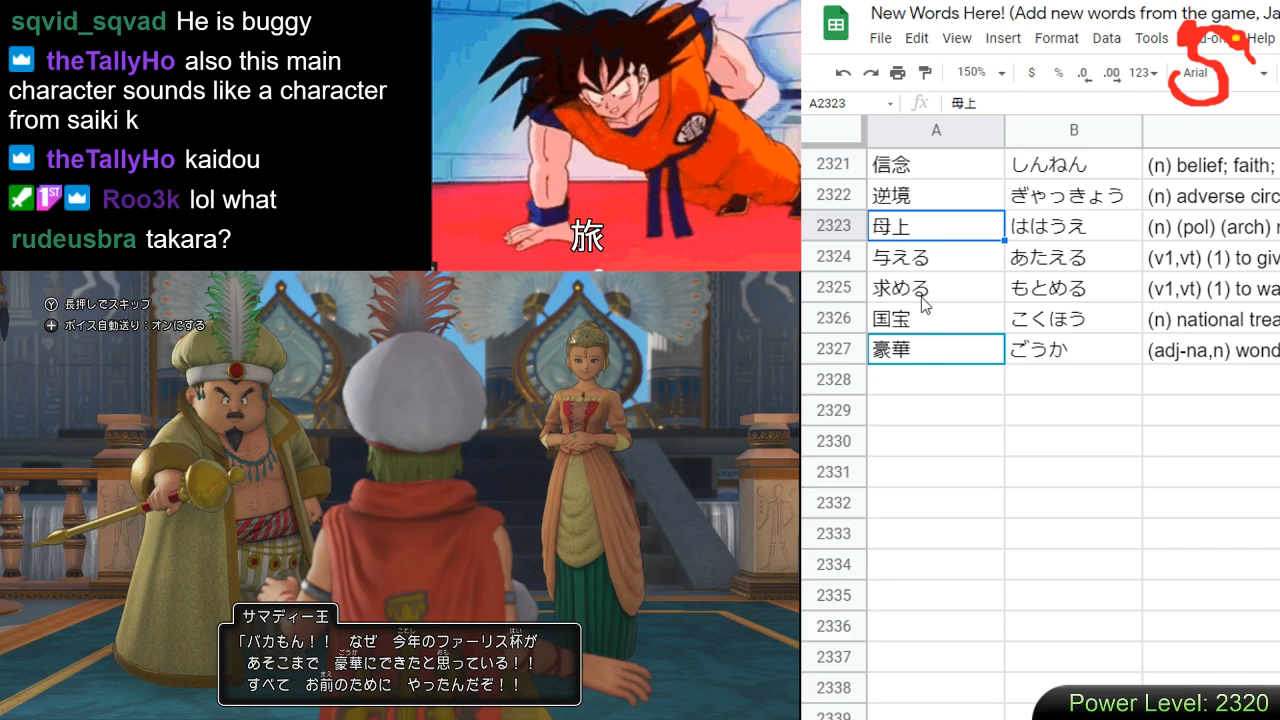 sqvid_sqvad He is buggy
theTallyHo also this main
character sounds like a character
from saiki k
theTallyHo kaidou
1ST Roo3k lol what
rudeusbra takara?
旅
New Words Here! (Add new words from the game, Ja
File Edit View Insert Format Data Tools Help
150% $ % .0 .00 123 Arial
A2323 fx 母上
A B
2321 信念 しんねん (n) belief; faith;
2322 逆境 ぎゃっきょう (n) adverse circ
2323 母上 ははうえ (n) (pol) (arch)
2324 与える あたえる (v1,vt) (1) to giv
2325 求める もとめる (v1,vt) (1) to wa
2326 国宝 こくほう (n) national trea
2327 豪華 ごうか (adj-na,n) wond
2328
2329
2330
2331
2332
2333
2334
2335
2336
2337
2338
2339
Ⓨ 長押しでスキップ
ボイス自動送り：オンにする
サマディー王
「バカもん！！ なぜ 今年のファーリス杯が
あそこまで 豪華にできたと思っている！！
すべて お前のために やったんだぞ！！
Power Level: 2320